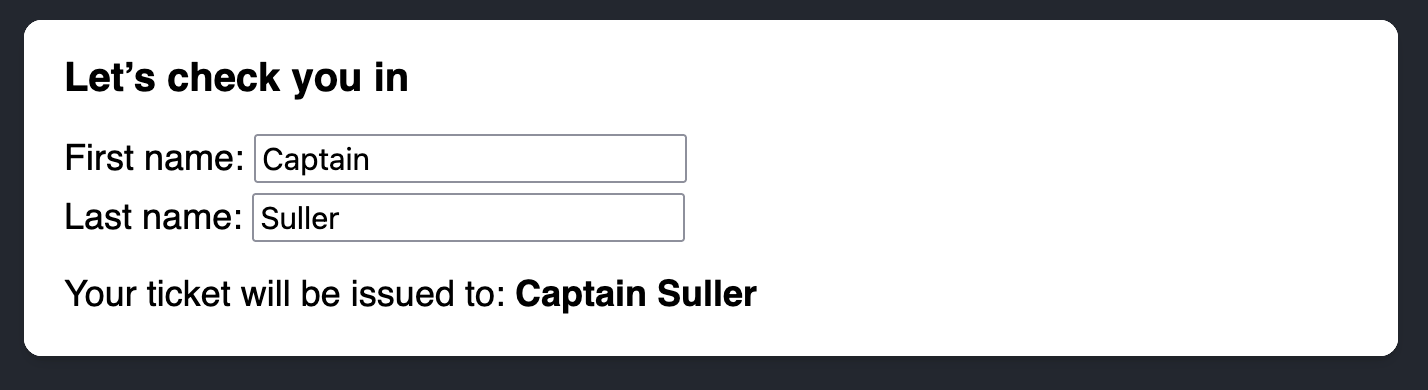 Let’s check you in
First name: Captain
Last name: Suller
Your ticket will be issued to: Captain Suller